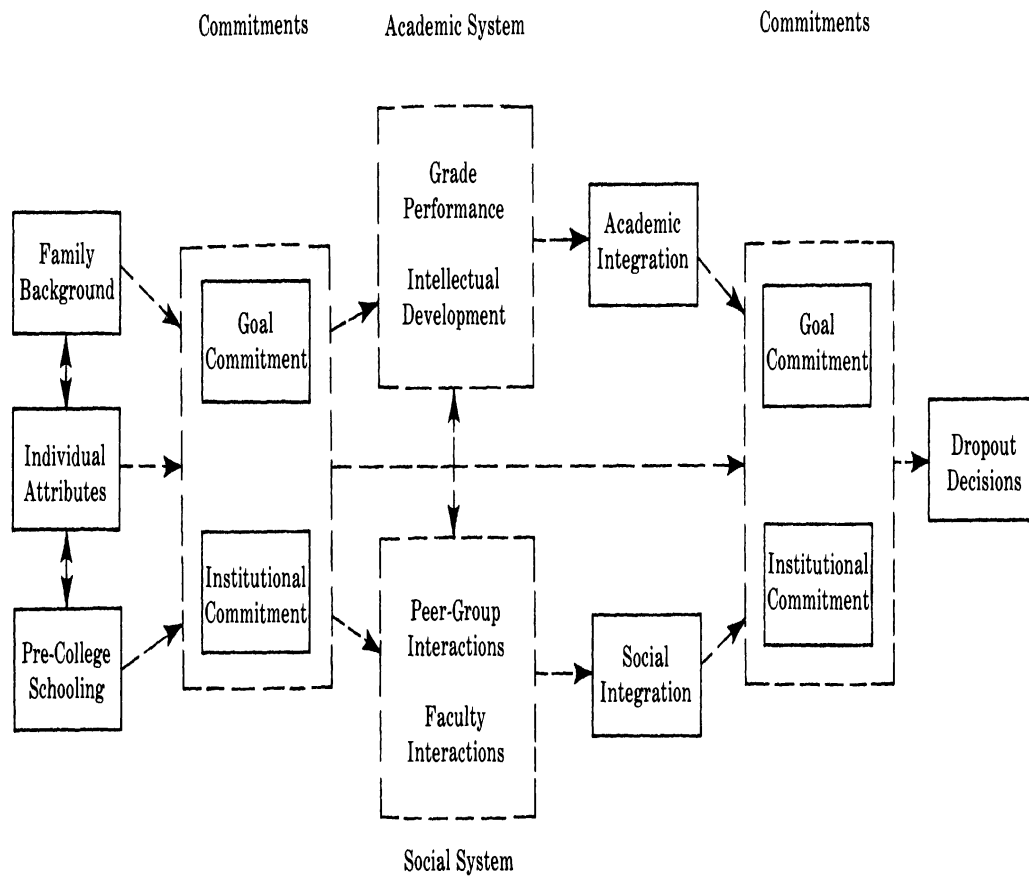 Commitments
Academic System
Commitments
Family
Background
Individual
Attributes
Pre-College
Schooling
Goal
Commitment
Institutional
Commitment
Grade
Performance
Intellectual
Development
Peer-Group
Interactions
Faculty
Interactions
Social System
Academic
Integration
Social
Integration
Goal
Commitment
Institutional
Commitment
Dropout
Decisions